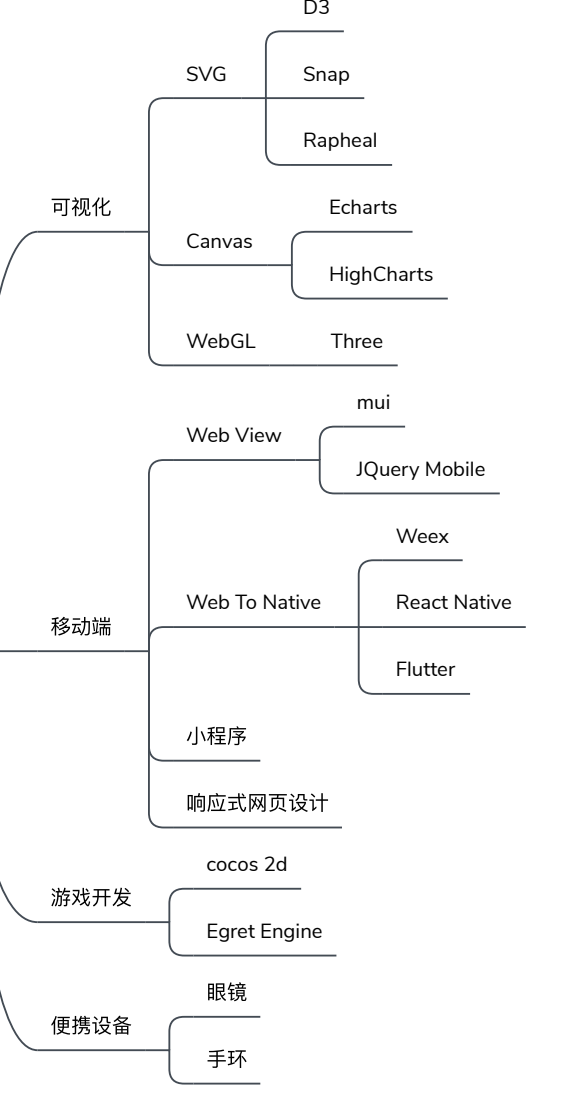 D3
SVG
Snap
Rapheal
可视化
Echarts
Canvas
HighCharts
WebGL
Three
mui
Web View
JQuery Mobile
Weex
Web To Native
React Native
移动端
Flutter
小程序
响应式网页设计
cocos 2d
游戏开发
Egret Engine
眼镜
便携设备
手环